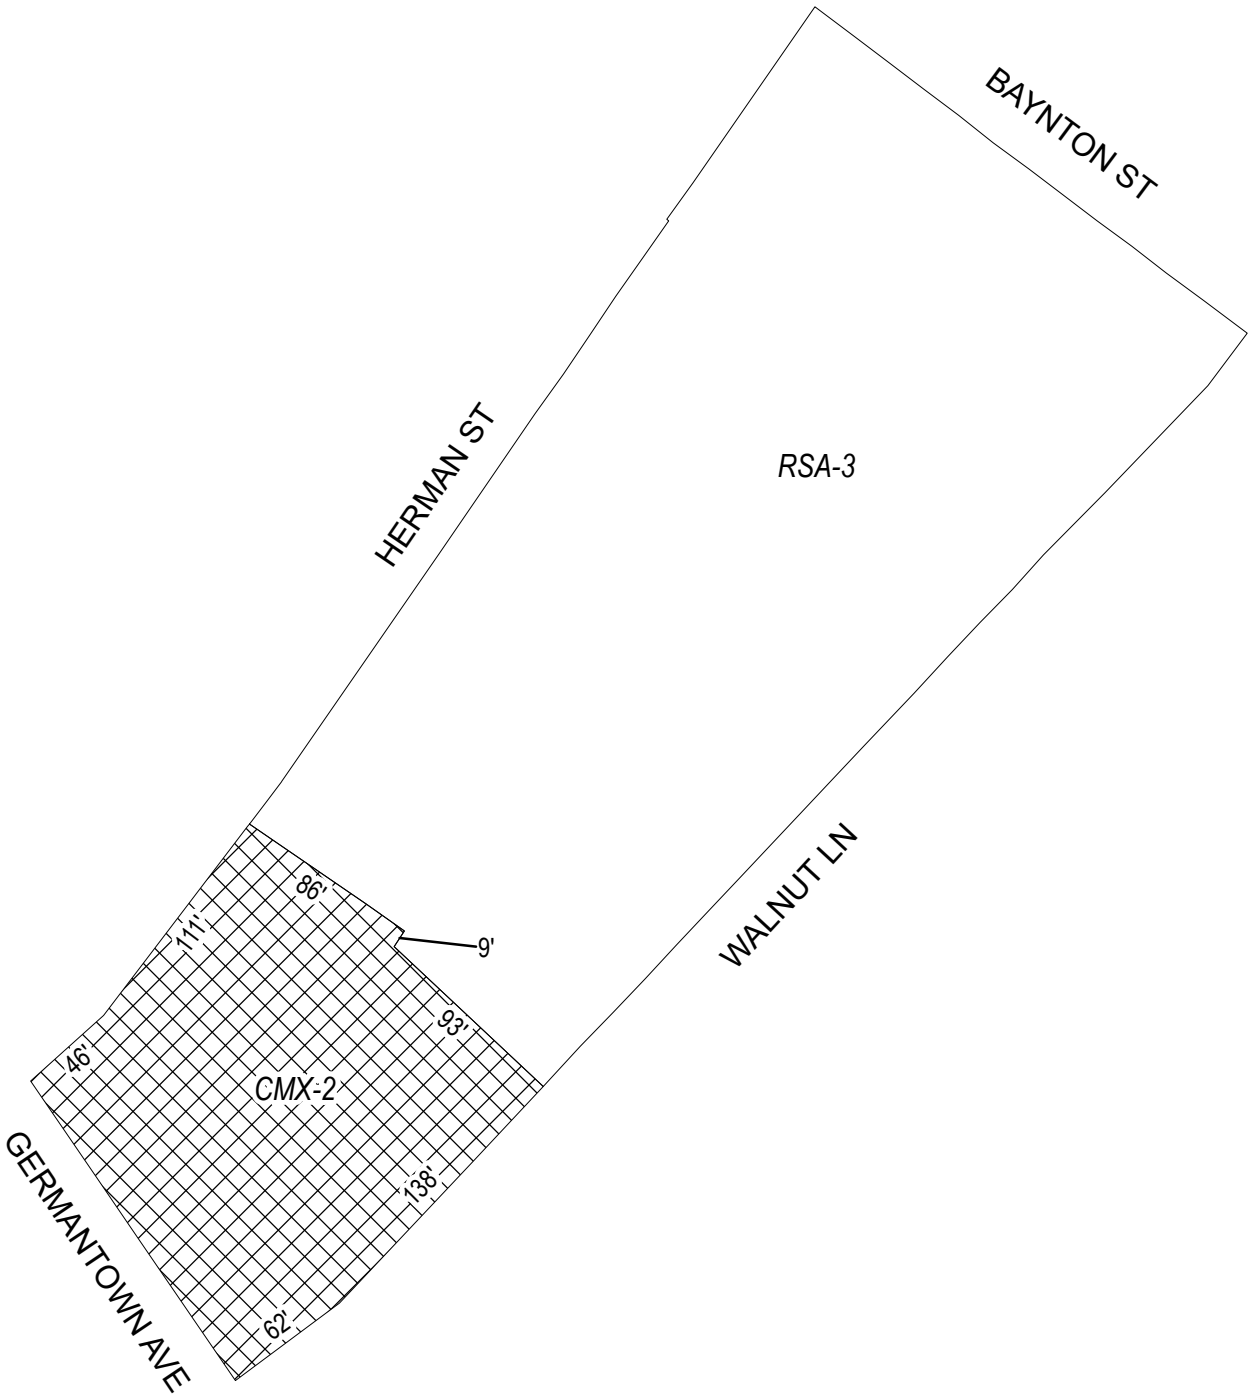 BAYNTON ST
HERMAN ST
RSA-3
WALNUT LN
86'
111'
9'
93'
46'
CMX-2
138'
62'
GERMANTOWN AVE